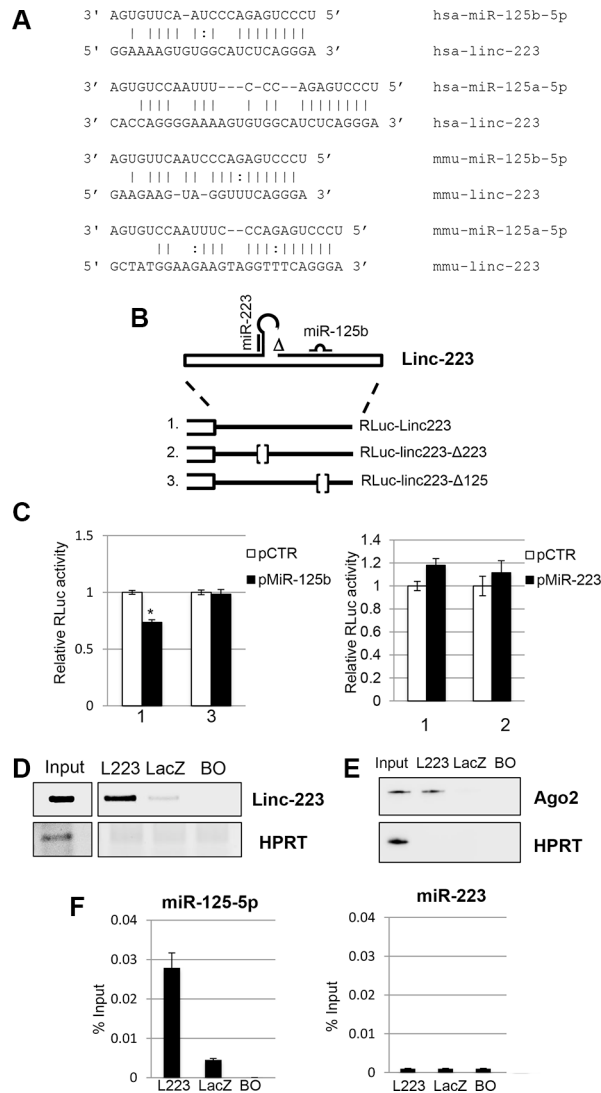 A
3' AGUGUUCA-AUCCCAGAGUCCCU 5' hsa-miR-125b-5p
5' GGAAAAGUGUGGCAUCUCAGGGA 3' hsa-linc-223
3' AGUGUCCAAUUU---C-CC--AGAGUCCCU 5' hsa-miR-125a-5p
3' CACCAGGGGAAAAGUGUGGCAUCUCAGGGA 3' hsa-linc-223
3' AGUGUUCAAUCCCAGAGUCCCU 5' mmu-miR-125b-5p
5' GAAGAAG-UA-GGUUUCAGGGA 3' mmu-linc-223
3' AGUGUCCAAUUUC--CCAGAGUCCCU 5' mmu-miR-125a-5p
5' GCTATGGAAGAAGTAGGTTTCAGGGA 3' mmu-linc-223
B
miR-223
Δ
miR-125b
Linc-223
1. RLuc-Linc223
2. [] RLuc-linc223-Δ223
3. [] RLuc-linc223-Δ125
C
Relative RLuc activity
1.5
1
0.5
0
*
pCTR
pMiR-125b
1 3
Relative RLuc activity
1.4
1.2
1
0.8
0.6
0.4
0.2
0
pCTR
pMiR-223
1 2
D
Input L223 LacZ BO
Linc-223
HPRT
E
Input L223 LacZ BO
Ago2
HPRT
F
miR-125-5p
% Input
0.04
0.03
0.02
0.01
0
L223 LacZ BO
miR-223
% Input
0.04
0.03
0.02
0.01
0
L223 LacZ BO